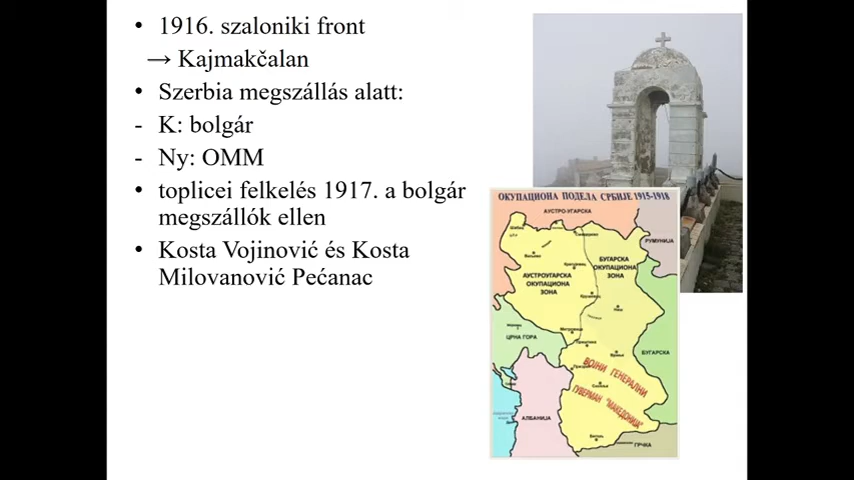 • 1916. szaloniki front
→ Kajmakčalan
• Szerbia megszállás alatt:
- K: bolgár
- Ny: OMM
• toplicei felkelés 1917. a bolgár
megszállók ellen
• Kosta Vojinović és Kosta
Milovanović Pećanac
ОКУПАЦИОНА ПОДЕЛА СРБИЈЕ 1915-1918
АУСТРО-УГАРСКА
РУМУНИЈА
БУГАРСКА
ОКУПАЦИОНА
ЗОНА
АУСТРОУГАРСКА
ОКУПАЦИОНА
ЗОНА
ЦРНА ГОРА
БУГАРСКА
ВОЈНИ ГЕНЕРАЛНИ
ГУВЕРМАН "МАКЕДОНИЈА"
АЛБАНИЈА
ГРЧКА